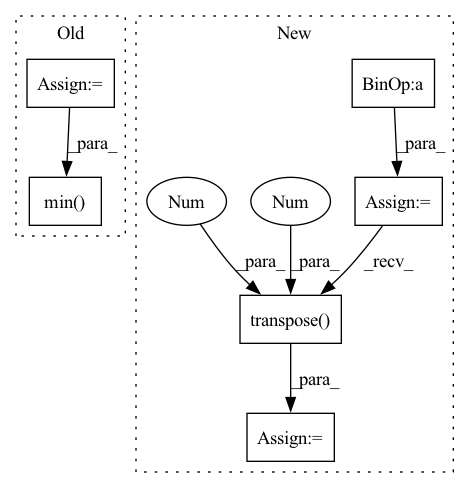 Old
New
Assign:=
BinOp:a
_para_
_para_
min()
Num
Num
Assign:=
_para_
_para_
_recv_
transpose()
_para_
Assign:=